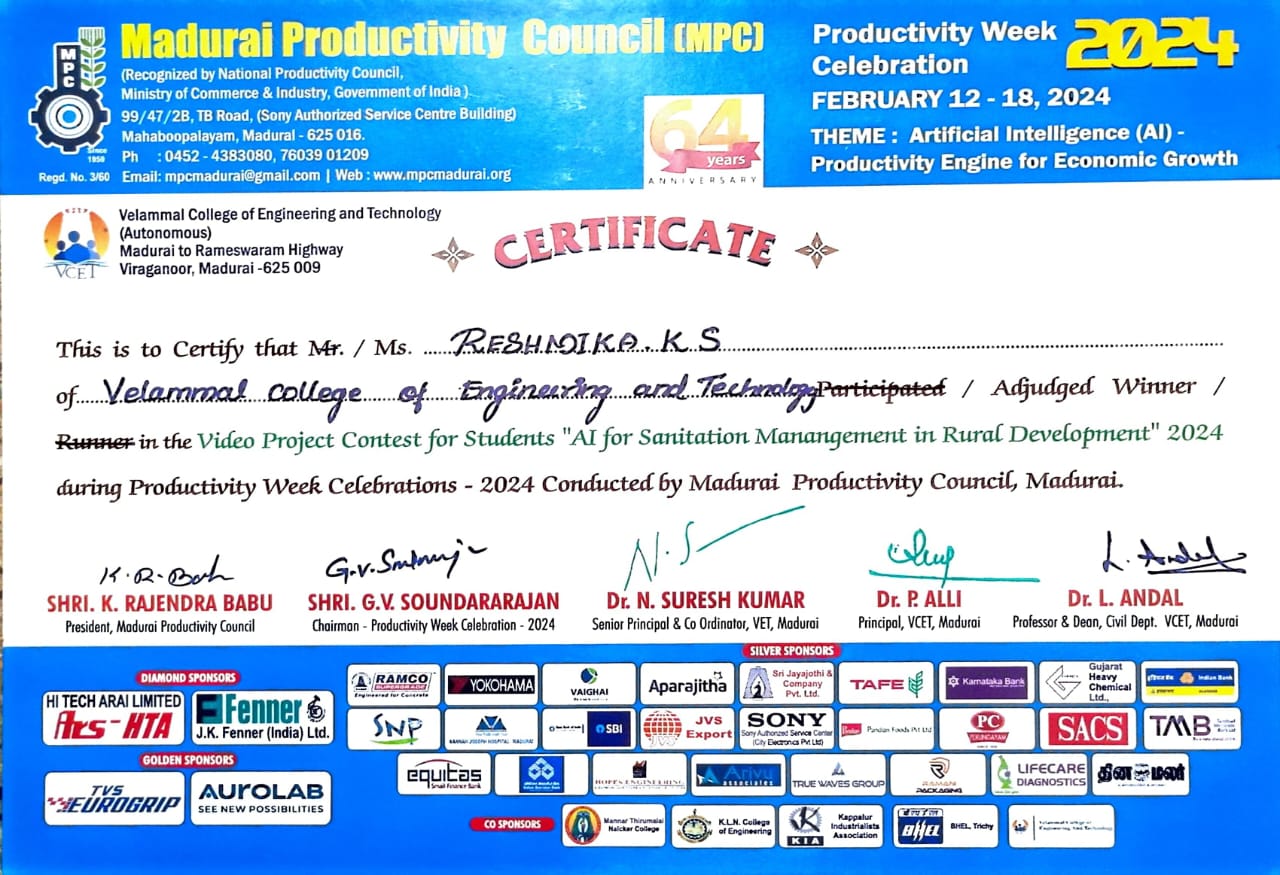 Madurai Productivity Council (MPC)
(Recognized by National Productivity Council,
Ministry of Commerce & Industry, Government of India )
99/47/2B, TB Road, (Sony Authorized Service Centre Building)
Mahaboopalayam, Madurai - 625 016.
Ph : 0452 - 4383080, 76039 01209
Email: mpcmadurai@gmail.com | Web : www.mpcmadurai.org
MPC
Since
1959
Regd. No. 3/60
64
years
ANNIVERSARY
Productivity Week
Celebration 2024
FEBRUARY 12 - 18, 2024
THEME : Artificial Intelligence (AI) -
Productivity Engine for Economic Growth
VCET
Velammal College of Engineering and Technology
(Autonomous)
Madurai to Rameswaram Highway
Viraganoor, Madurai -625 009
CERTIFICATE
This is to Certify that Mr. / Ms. RESHMIKA. K S
of Velammal College of Engineering and Technology Participated / Adjudged Winner /
Runner in the Video Project Contest for Students "AI for Sanitation Manangement in Rural Development" 2024
during Productivity Week Celebrations - 2024 Conducted by Madurai Productivity Council, Madurai.
SHRI. K. RAJENDRA BABU
President, Madurai Productivity Council
SHRI. G.V. SOUNDARARAJAN
Chairman - Productivity Week Celebration - 2024
N. S
Dr. N. SURESH KUMAR
Senior Principal & Co Ordinator, VET, Madurai
Dr. P. ALLI
Principal, VCET, Madurai
L. Andal
Dr. L. ANDAL
Professor & Dean, Civil Dept. VCET, Madurai
DIAMOND SPONSORS
HI TECH ARAI LIMITED
ARS-HTA
Fenner
J.K. Fenner (India) Ltd.
GOLDEN SPONSORS
TVS
EUROGRIP
AUROLAB
SEE NEW POSSIBILITIES
SILVER SPONSORS
RAMCO
SUPERGRADE
Engineered for Concrete
YOKOHAMA
VAIGHAI
Aparajitha
Sri Jayajothi &
Company
Pvt. Ltd.
TAFE
Karnataka Bank
Gujarat
Heavy
Chemical
Ltd.,
Indian Bank
SNP
SBI
JVS
Export
SONY
Sony Authorized Service Center
(City Electronics Pvt Ltd)
Pandian Foods Pvt Ltd
PC
PERUNGAYAM
SACS
TMB
equitas
Small Finance Bank
Indian Overseas Bank
HOPES ENGINEERING
Arivu
associates
TRUE WAVES GROUP
RAMANI
PACKAGING
LIFECARE
DIAGNOSTICS
தினமலர்
CO SPONSORS
Mannar Thirumalai
Naicker College
K.L.N. College
of Engineering
KIA
Kappalur
Industrialists
Association
BHEL
BHEL, Trichy
Velammal College of
Engineering and Technology